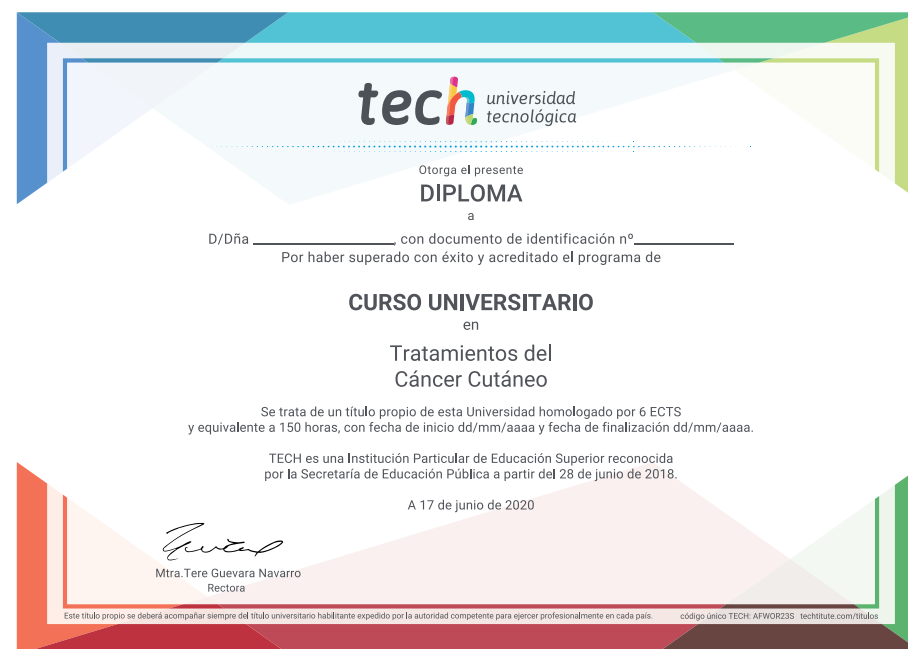 tech universidad
tecnológica
Otorga el presente
DIPLOMA
a
D/Dña ____________________, con documento de identificación nº______________
Por haber superado con éxito y acreditado el programa de
CURSO UNIVERSITARIO
en
Tratamientos del
Cáncer Cutáneo
Se trata de un título propio de esta Universidad homologado por 6 ECTS
y equivalente a 150 horas, con fecha de inicio dd/mm/aaaa y fecha de finalización dd/mm/aaaa.
TECH es una Institución Particular de Educación Superior reconocida
por la Secretaría de Educación Pública a partir del 28 de junio de 2018.
A 17 de junio de 2020
Mtra.Tere Guevara Navarro
Rectora
Este título propio se deberá acompañar siempre del título universitario habilitante expedido por la autoridad competente para ejercer profesionalmente en cada país. código único TECH: AFWOR23S techtitute.com/titulos